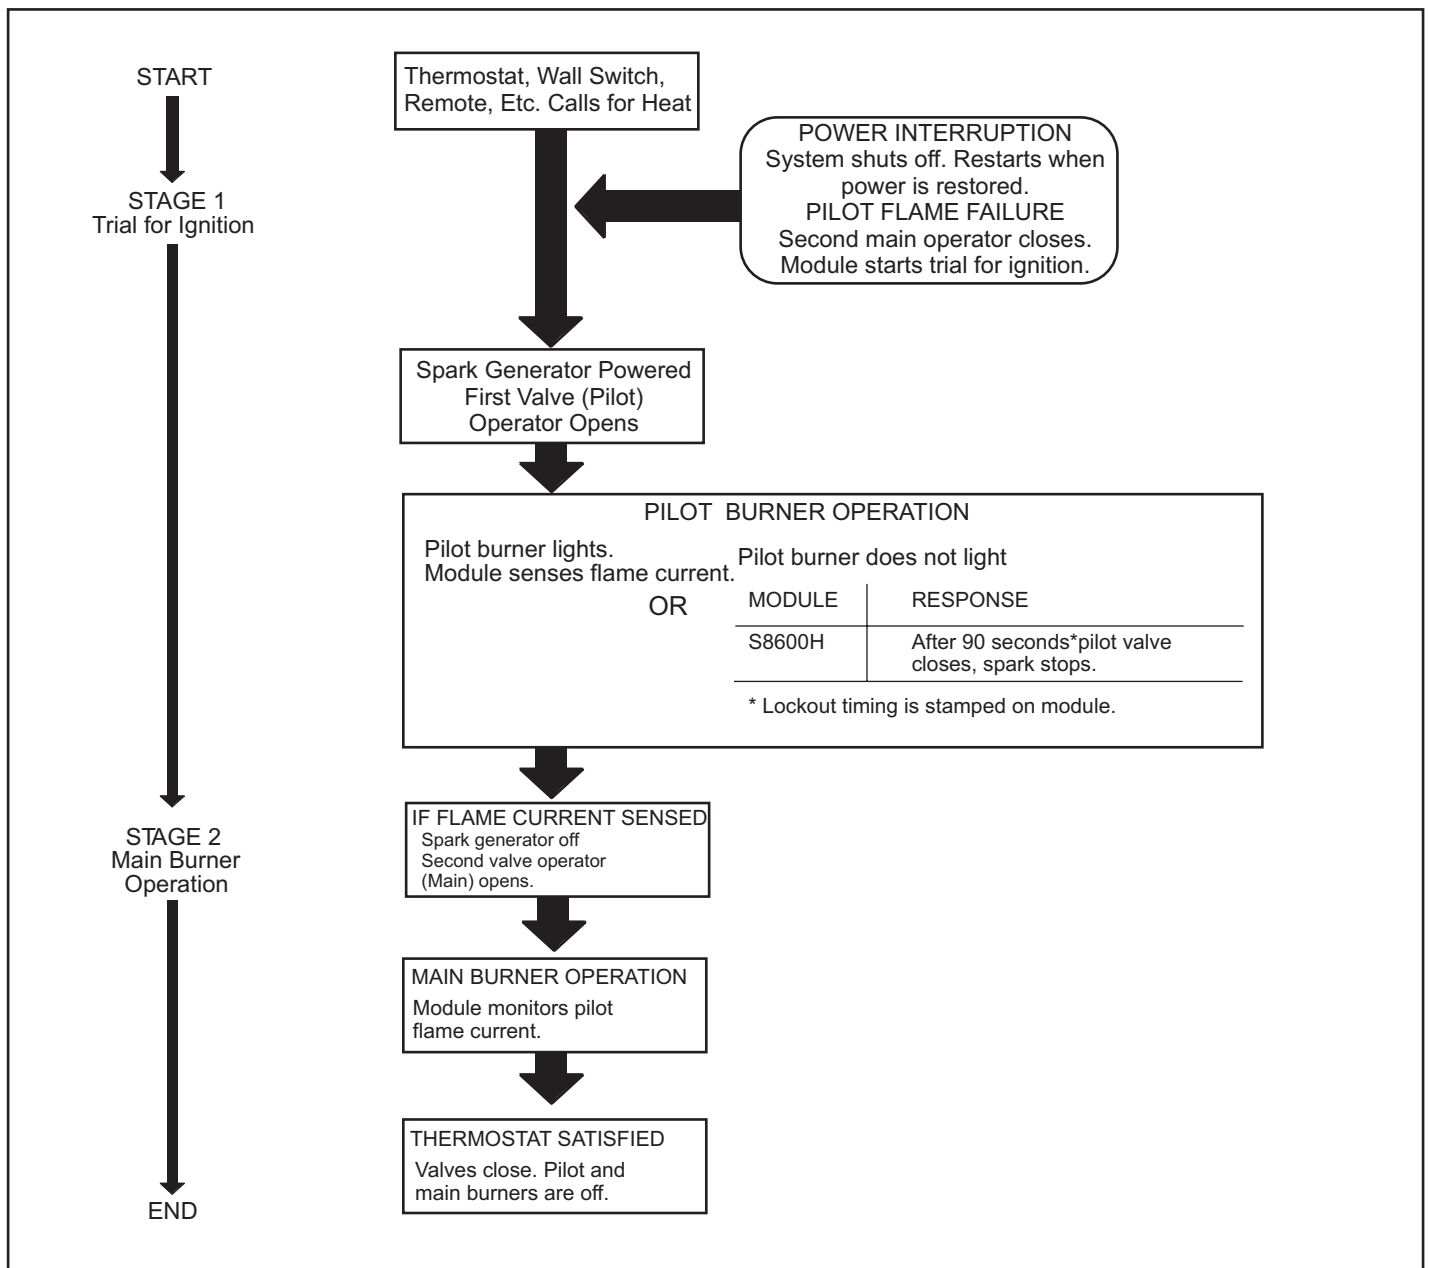 START
Thermostat, Wall Switch,
Remote, Etc. Calls for Heat
POWER INTERRUPTION
System shuts off. Restarts when
power is restored.
PILOT FLAME FAILURE
Second main operator closes.
Module starts trial for ignition.
STAGE 1
Trial for Ignition
Spark Generator Powered
First Valve (Pilot)
Operator Opens
PILOT BURNER OPERATION
Pilot burner lights.
Module senses flame current.
OR
Pilot burner does not light
MODULE RESPONSE
S8600H After 90 seconds*pilot valve
closes, spark stops.
* Lockout timing is stamped on module.
STAGE 2
Main Burner
Operation
IF FLAME CURRENT SENSED
Spark generator off
Second valve operator
(Main) opens.
MAIN BURNER OPERATION
Module monitors pilot
flame current.
THERMOSTAT SATISFIED
Valves close. Pilot and
main burners are off.
END